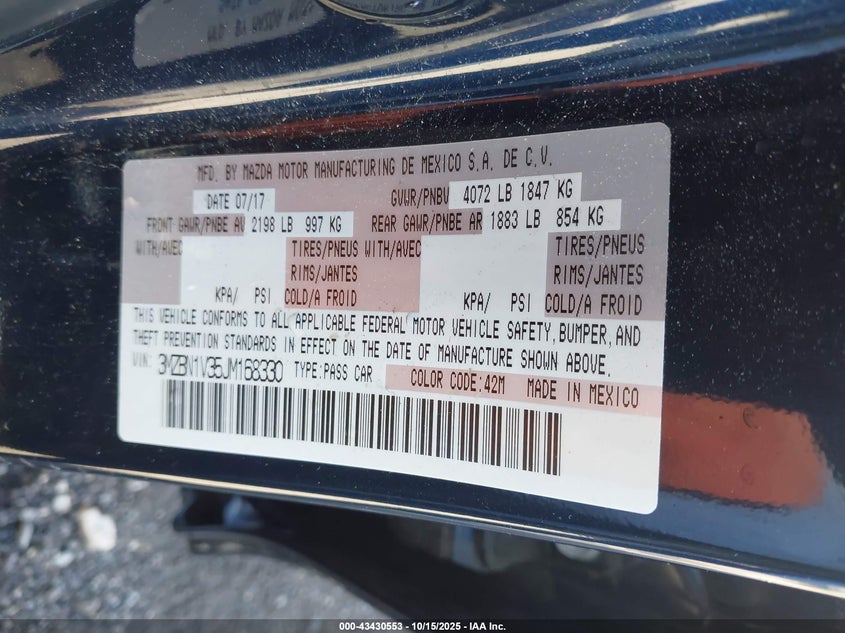 MFD. BY MAZDA MOTOR MANUFACTURING DE MEXICO S.A. DE C.V.
DATE 07/17 GVWR/PNBV 4072 LB 1847 KG
FRONT GAWR/PNBE AV 2198 LB 997 KG REAR GAWR/PNBE AR 1883 LB 854 KG
WITH/AVEC TIRES/PNEUS WITH/AVEC TIRES/PNEUS
RIMS/JANTES RIMS/JANTES
KPA/ PSI COLD/A FROID KPA/ PSI COLD/A FROID
THIS VEHICLE CONFORMS TO ALL APPLICABLE FEDERAL MOTOR VEHICLE SAFETY, BUMPER, AND
THEFT PREVENTION STANDARDS IN EFFECT ON THE DATE OF MANUFACTURE SHOWN ABOVE.
VIN: 3MZBN1V35JM168330 TYPE:PASS CAR COLOR CODE:42M MADE IN MEXICO
000-43430553 | 10/15/2025 | IAA Inc.